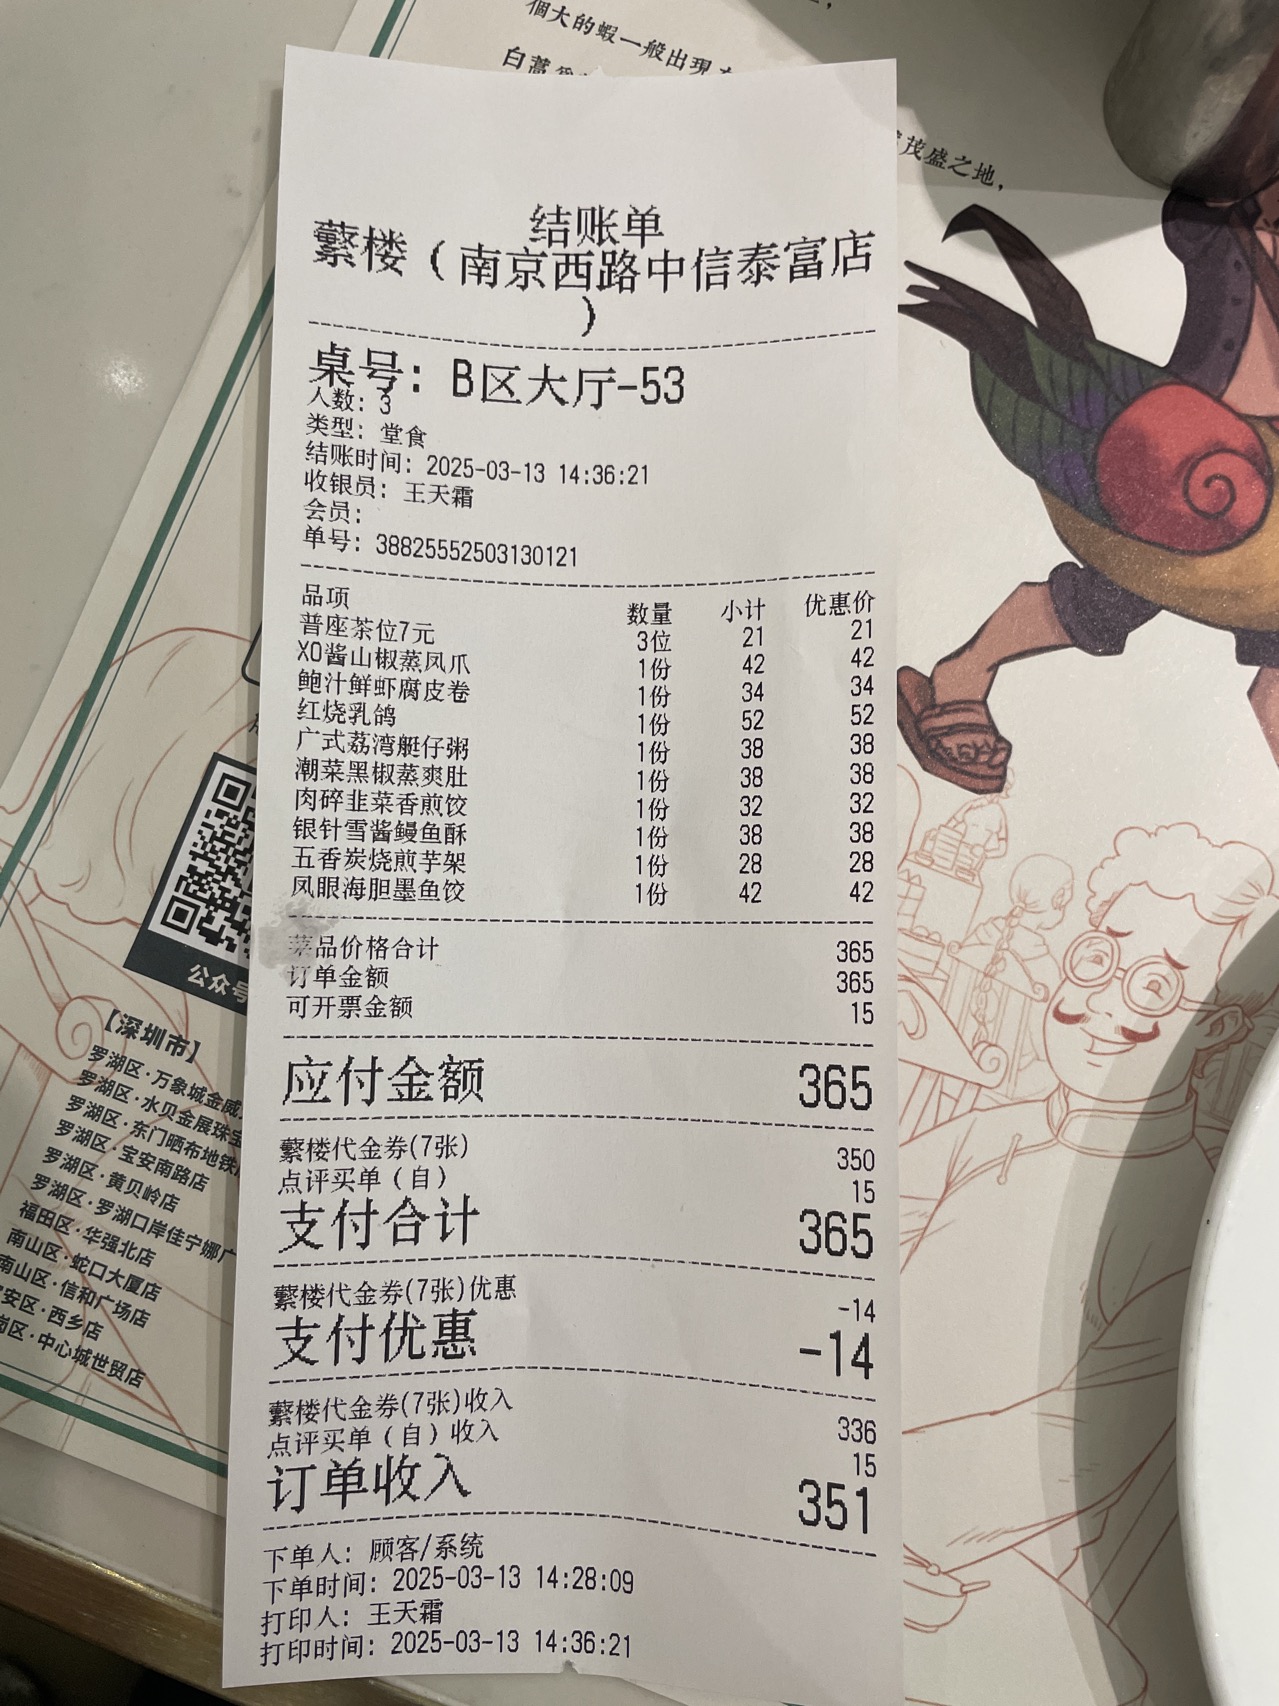 個大的蝦一般出現
白藁
茂盛之地,
结账单
蘩楼（南京西路中信泰富店
）
桌号: B区大厅-53
人数: 3
类型: 堂食
结账时间: 2025-03-13 14:36:21
收银员: 王天霜
会员:
单号: 388255552503130121
品项 数量 小计 优惠价
普座茶位7元 3位 21 21
XO酱山椒蒸凤爪 1份 42 42
鲍汁鲜虾腐皮卷 1份 34 34
红烧乳鸽 1份 52 52
广式荔湾艇仔粥 1份 38 38
潮菜黑椒蒸爽肚 1份 38 38
肉碎韭菜香煎饺 1份 32 32
银针雪酱鳗鱼酥 1份 38 38
五香炭烧煎芋架 1份 28 28
凤眼海胆墨鱼饺 1份 42 42
菜品价格合计 365
订单金额 365
可开票金额 15
应付金额 365
蘩楼代金券(7张) 350
点评买单（自） 15
支付合计 365
蘩楼代金券(7张)优惠 -14
支付优惠 -14
蘩楼代金券(7张)收入 336
点评买单（自）收入 15
订单收入 351
下单人: 顾客/系统
下单时间: 2025-03-13 14:28:09
打印人: 王天霜
打印时间: 2025-03-13 14:36:21
公众号
【深圳市】
罗湖区·万象城金威
罗湖区·水贝金展珠宝
罗湖区·东门晒布地铁
罗湖区·宝安南路店
罗湖区·黄贝岭店
罗湖区·罗湖口岸佳宁娜广
福田区·华强北店
南山区·蛇口大厦店
南山区·信和广场店
安区·西乡店
岗区·中心城世贸店